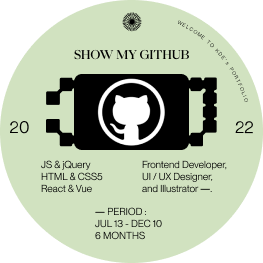 WELCOME TO ADE'S PORTFOLIO
SHOW MY GITHUB
20
22
JS & jQuery
HTML & CSS5
React & Vue
Frontend Developer,
UI / UX Designer,
and Illustrator —.
— PERIOD :
JUL 13 - DEC 10
6 MONTHS